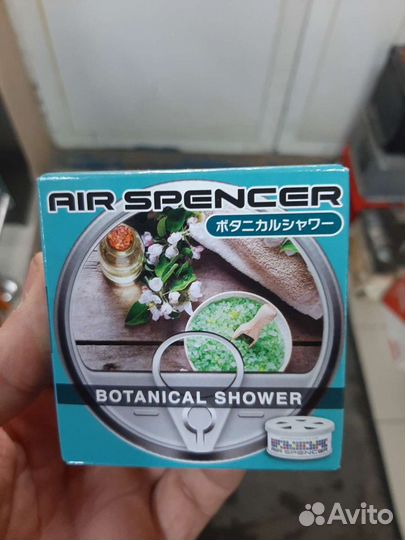 AIR SPENCER
ボタニカルシャワー
BOTANICAL SHOWER
AIR SPENCER
Avito